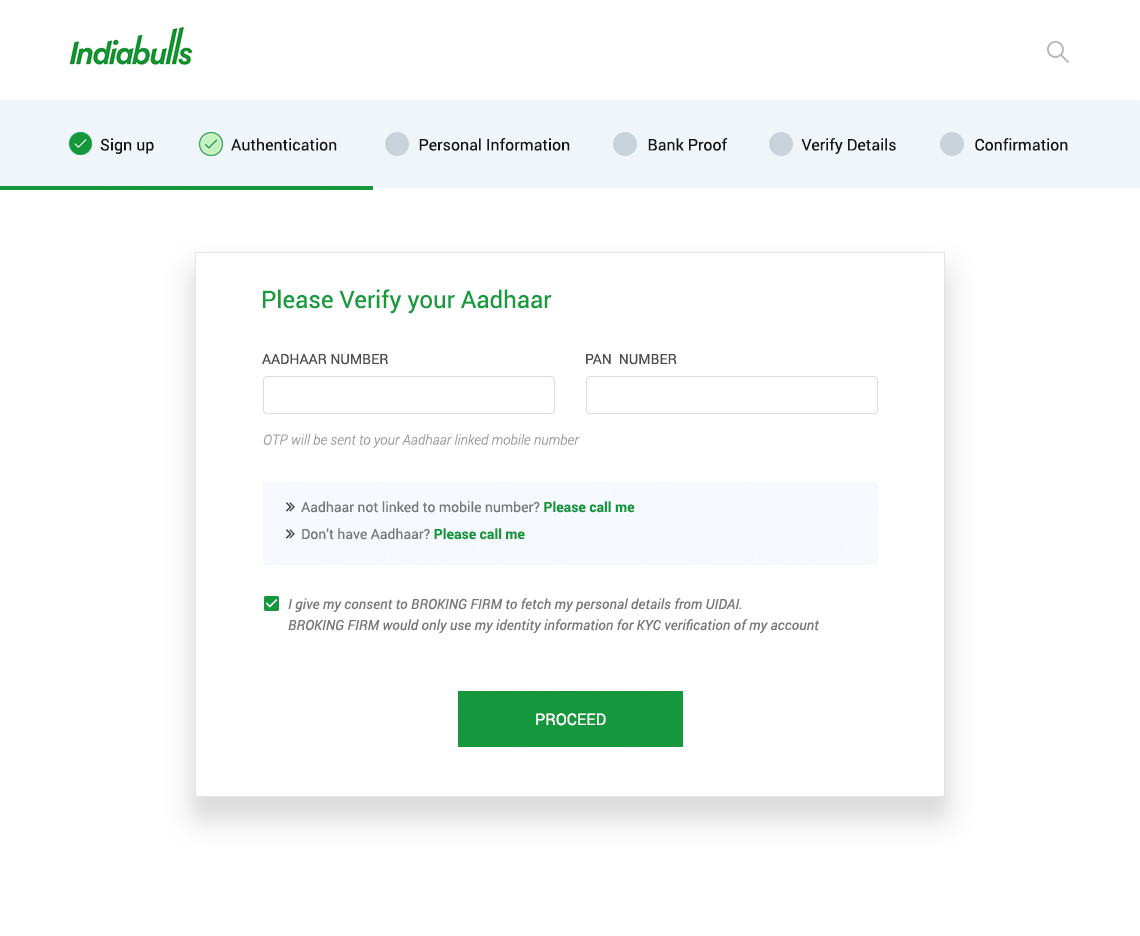 Indiabulls
Sign up
Authentication
Personal Information
Bank Proof
Verify Details
Confirmation
Please Verify your Aadhaar
AADHAAR NUMBER
PAN NUMBER
OTP will be sent to your Aadhaar linked mobile number
Aadhaar not linked to mobile number? Please call me
Don't have Aadhaar? Please call me
I give my consent to BROKING FIRM to fetch my personal details from UIDAI.
BROKING FIRM would only use my identity information for KYC verification of my account
PROCEED